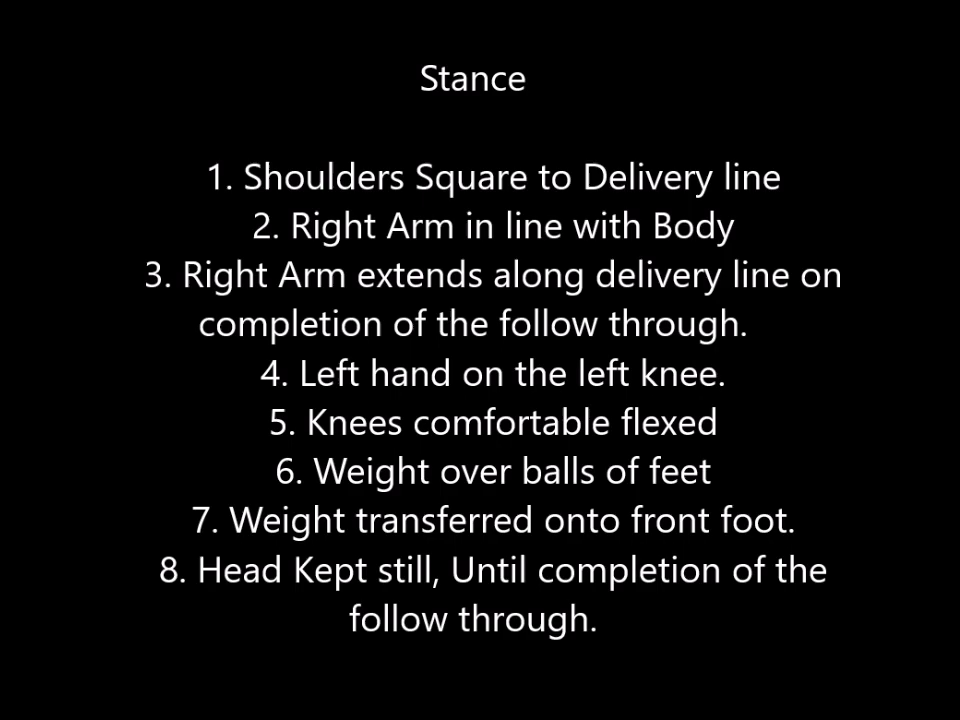 Stance
1. Shoulders Square to Delivery line
2. Right Arm in line with Body
3. Right Arm extends along delivery line on
completion of the follow through.
4. Left hand on the left knee.
5. Knees comfortable flexed
6. Weight over balls of feet
7. Weight transferred onto front foot.
8. Head Kept still, Until completion of the
follow through.